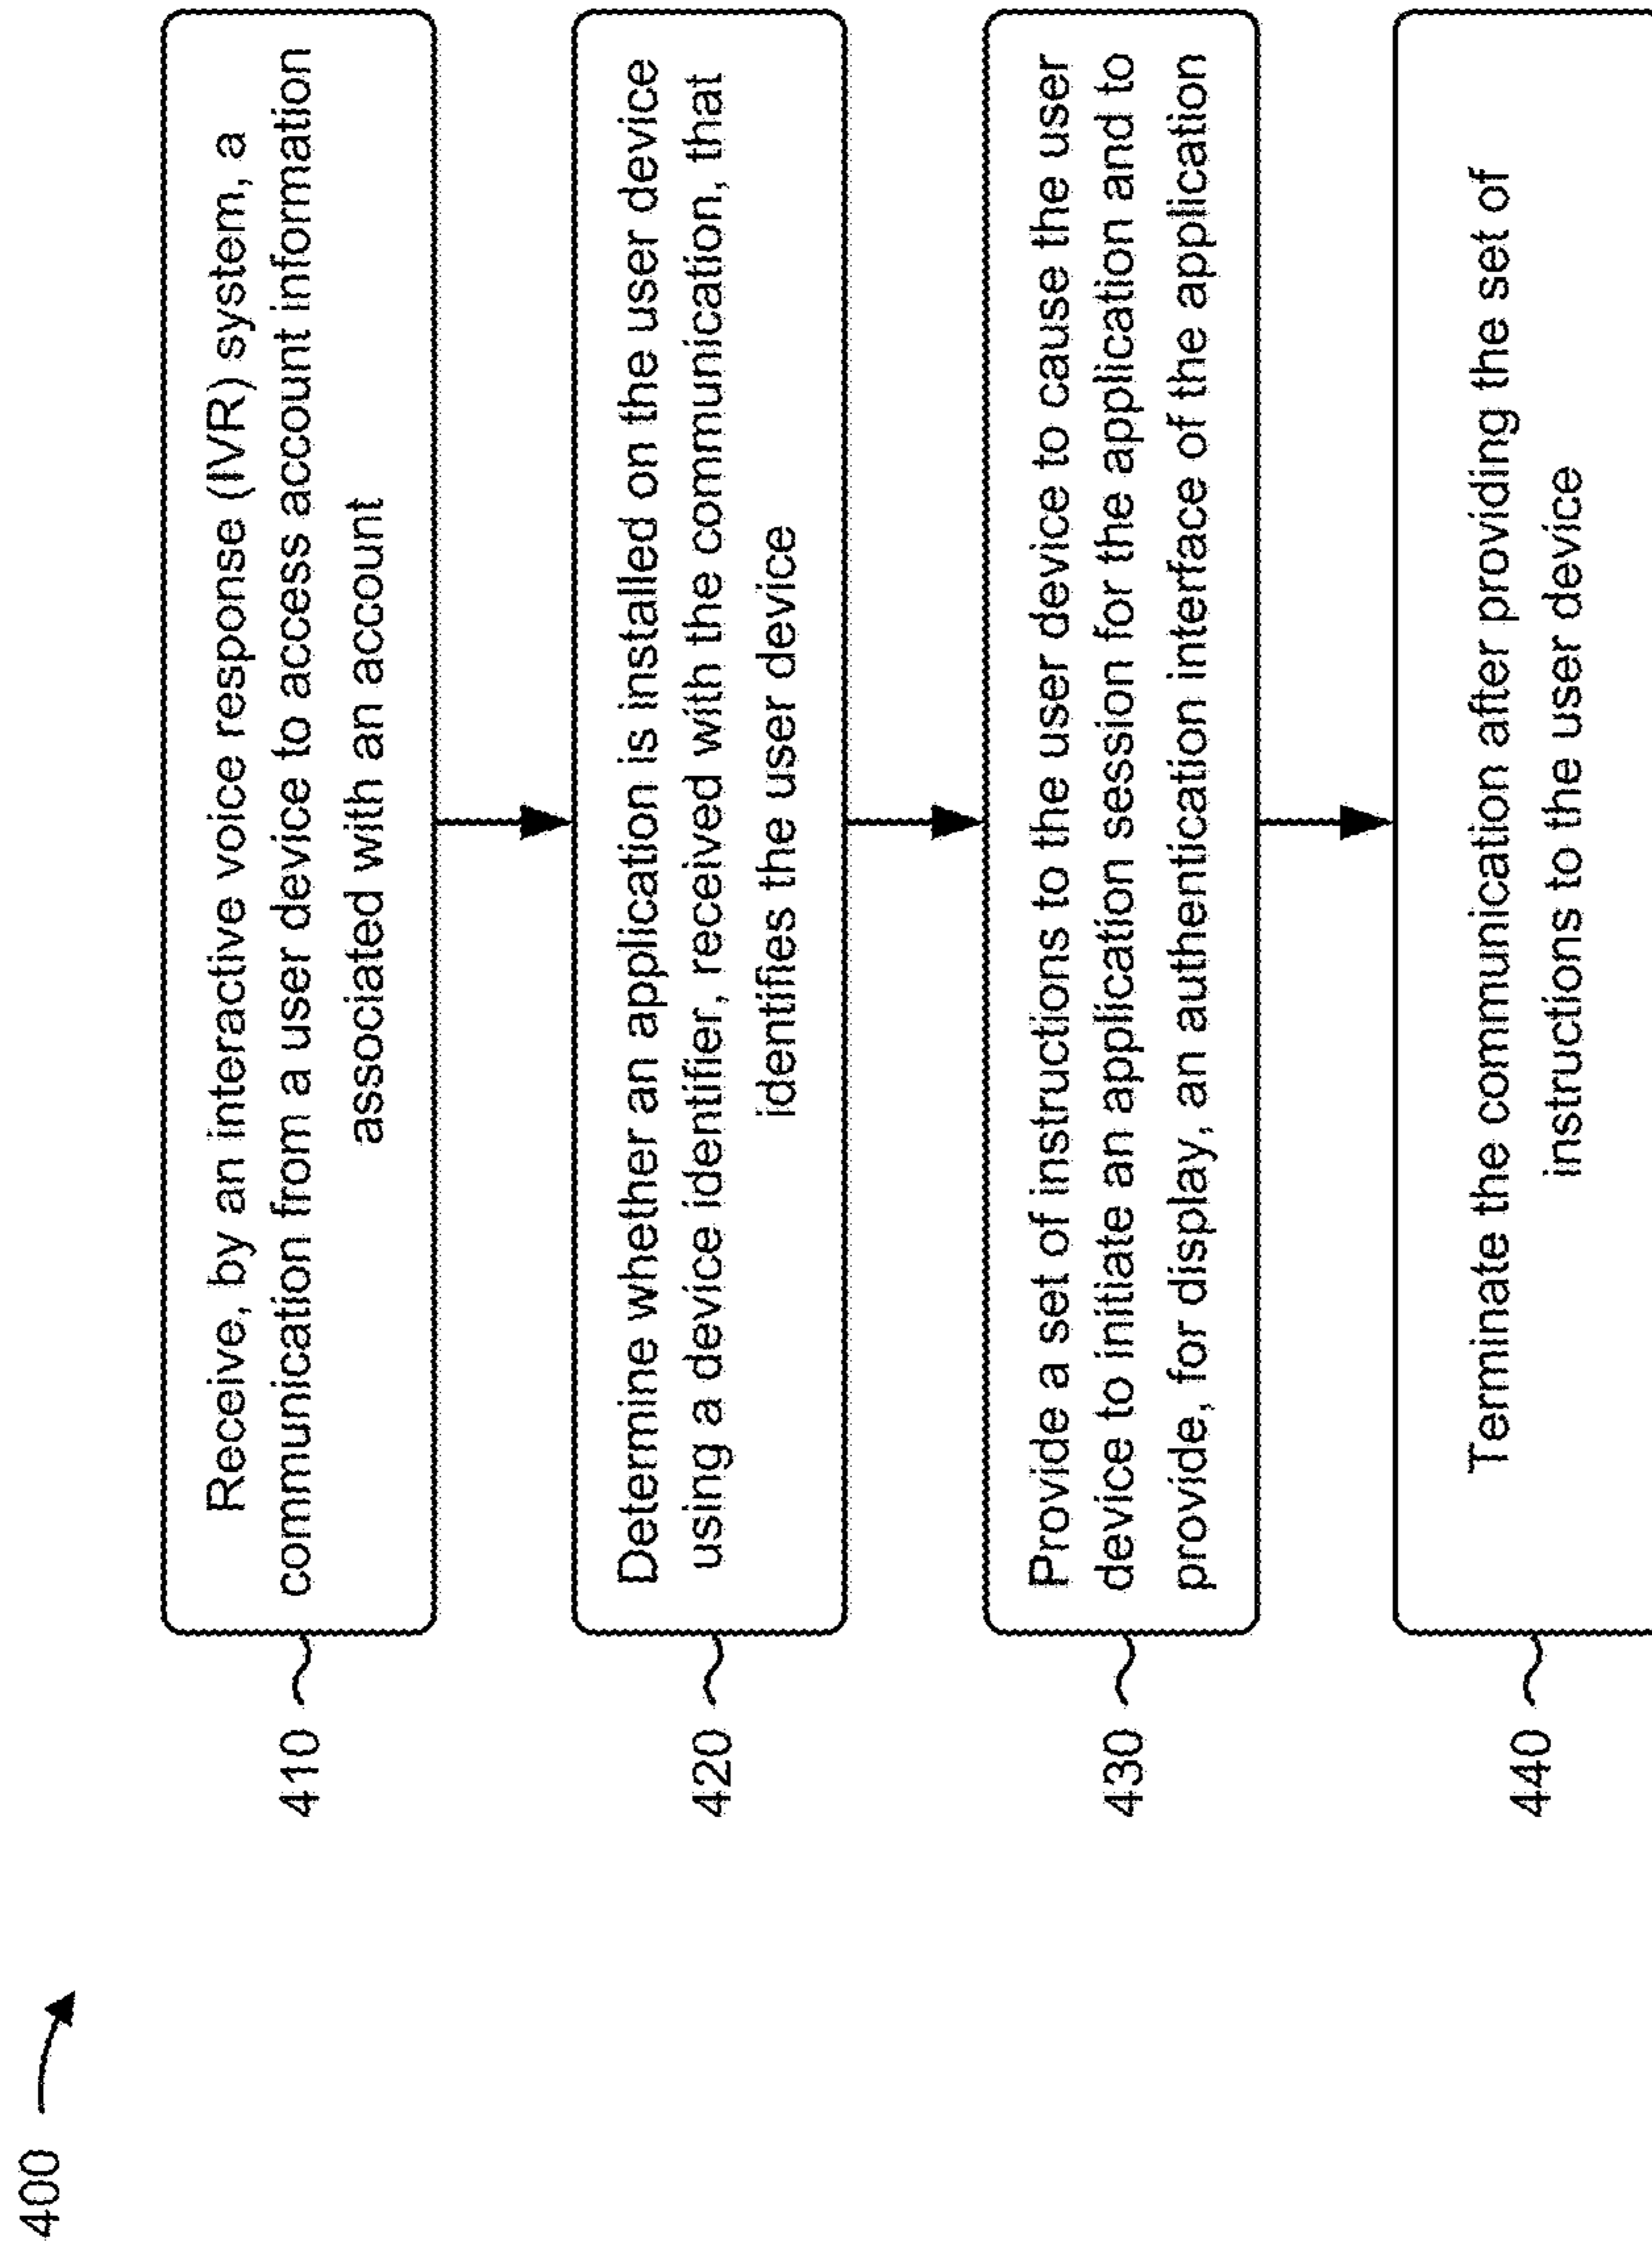 400
410
Receive, by an interactive voice response (IVR) system, a
communication from a user device to access account information
associated with an account
420
Determine whether an application is installed on the user device
using a device identifier, received with the communication, that
identifies the user device
430
Provide a set of instructions to the user device to cause the user
device to initiate an application session for the application and to
provide, for display, an authentication interface of the application
440
Terminate the communication after providing the set of
instructions to the user device